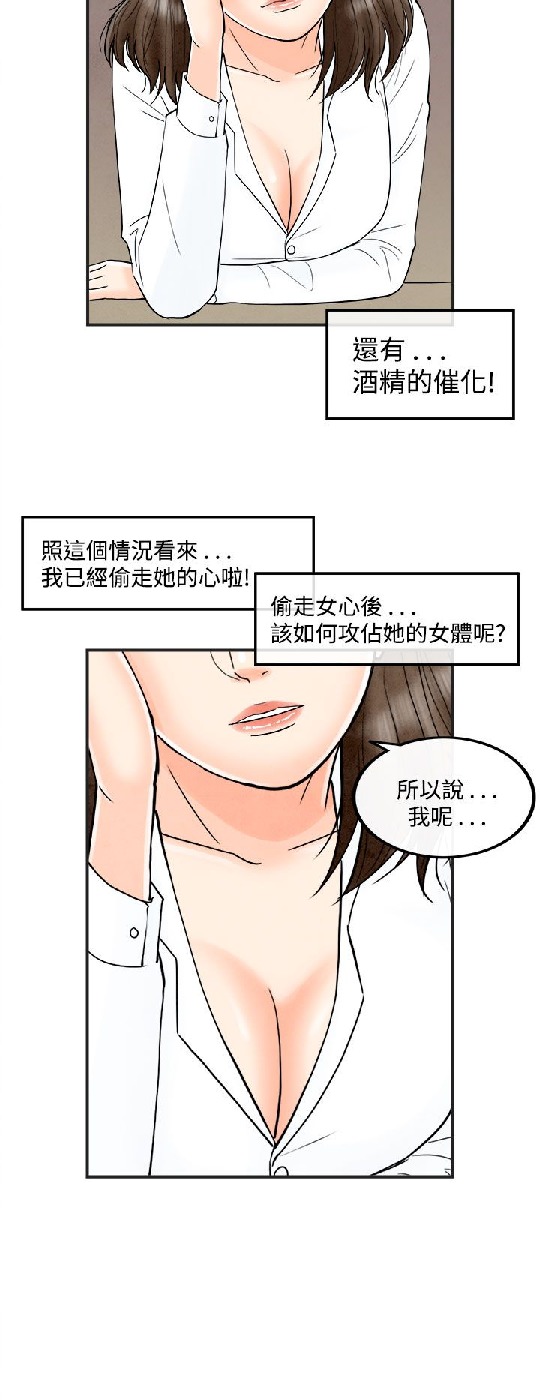 還有 . . .
酒精的催化!
照這個情況看來 . . .
我已經偷走她的心啦!
偷走女心後 . . .
該如何攻佔她的女體呢?
所以說 . . .
我呢 . . .